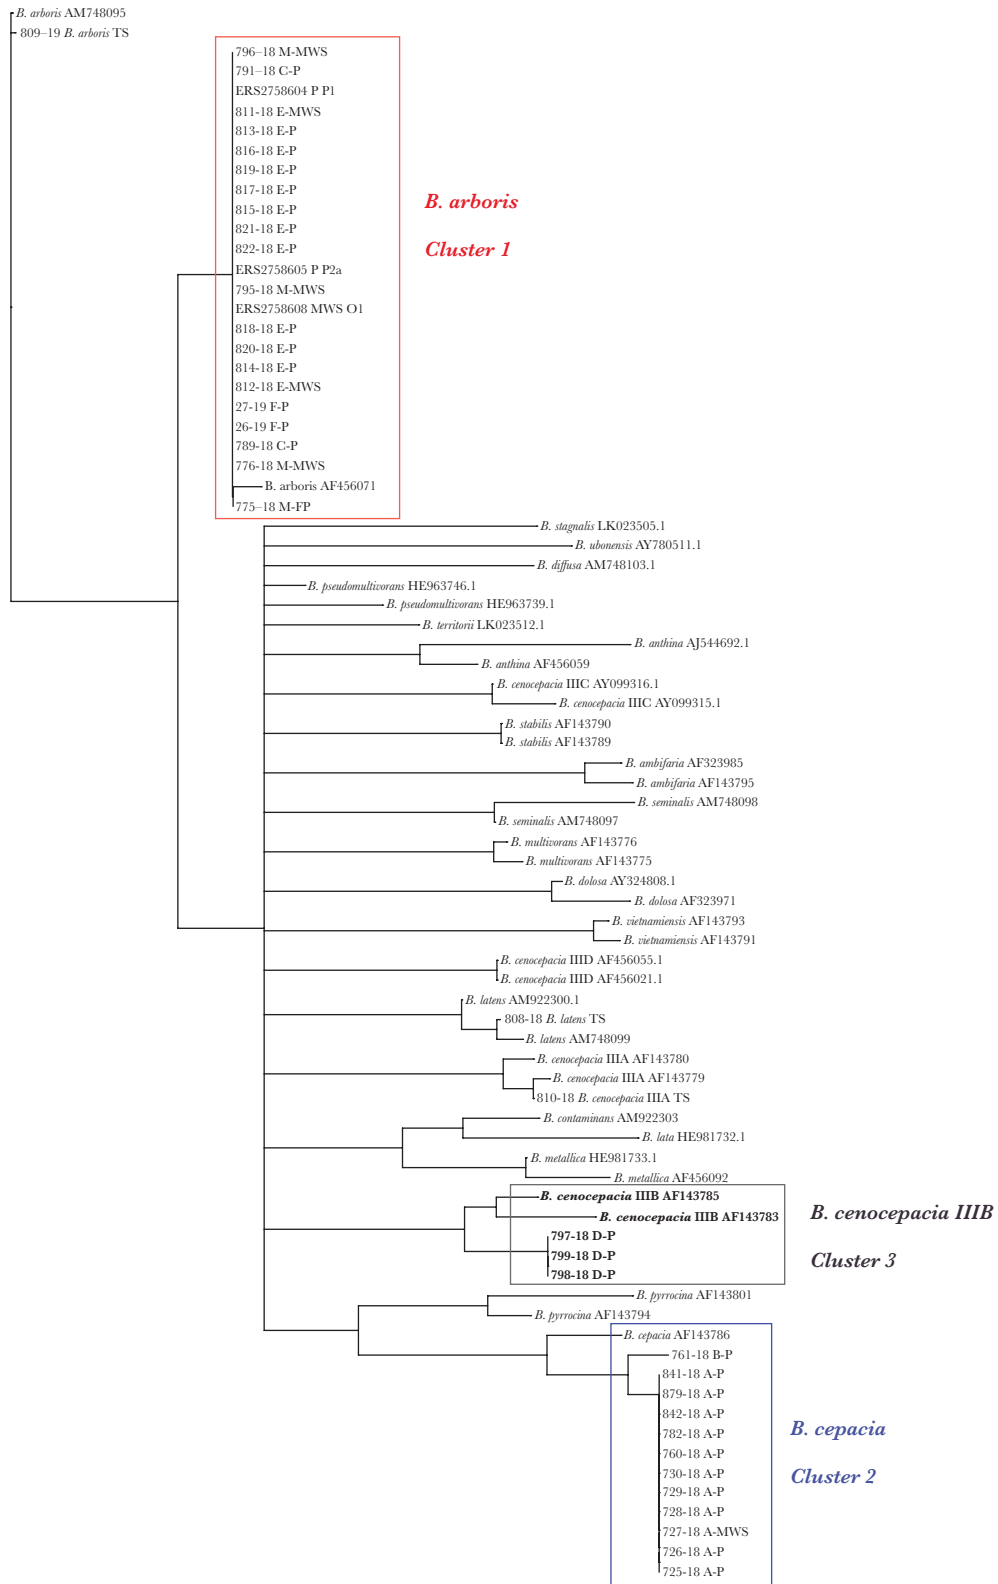 B. arboris AM748095
809–19 B. arboris TS
796–18 M-MWS
791–18 C-P
ERS2758604 P P1
811-18 E-MWS
813-18 E-P
816-18 E-P
819-18 E-P
817-18 E-P
815-18 E-P
821-18 E-P
822-18 E-P
ERS2758605 P P2a
795-18 M-MWS
ERS2758608 MWS O1
818-18 E-P
820-18 E-P
814-18 E-P
812-18 E-MWS
27-19 F-P
26-19 F-P
789-18 C-P
776-18 M-MWS
B. arboris AF456071
775–18 M-FP
B. arboris
Cluster 1
B. stagnalis LK023505.1
B. ubonensis AY780511.1
B. diffusa AM748103.1
B. pseudomultivorans HE963746.1
B. pseudomultivorans HE963739.1
B. territorii LK023512.1
B. anthina AJ544692.1
B. anthina AF456059
B. cenocepacia IIIC AY099316.1
B. cenocepacia IIIC AY099315.1
B. stabilis AF143790
B. stabilis AF143789
B. ambifaria AF323985
B. ambifaria AF143795
B. seminalis AM748098
B. seminalis AM748097
B. multivorans AF143776
B. multivorans AF143775
B. dolosa AY324808.1
B. dolosa AF323971
B. vietnamiensis AF143793
B. vietnamiensis AF143791
B. cenocepacia IIID AF456055.1
B. cenocepacia IIID AF456021.1
B. latens AM922300.1
808-18 B. latens TS
B. latens AM748099
B. cenocepacia IIIA AF143780
B. cenocepacia IIIA AF143779
810-18 B. cenocepacia IIIA TS
B. contaminans AM922303
B. lata HE981732.1
B. metallica HE981733.1
B. metallica AF456092
B. cenocepacia IIIB AF143785
B. cenocepacia IIIB AF143783
797-18 D-P
799-18 D-P
798-18 D-P
B. cenocepacia IIIB
Cluster 3
B. pyrrocina AF143801
B. pyrrocina AF143794
B. cepacia AF143786
761-18 B-P
841-18 A-P
879-18 A-P
842-18 A-P
782-18 A-P
760-18 A-P
730-18 A-P
729-18 A-P
728-18 A-P
727-18 A-MWS
726-18 A-P
725-18 A-P
B. cepacia
Cluster 2